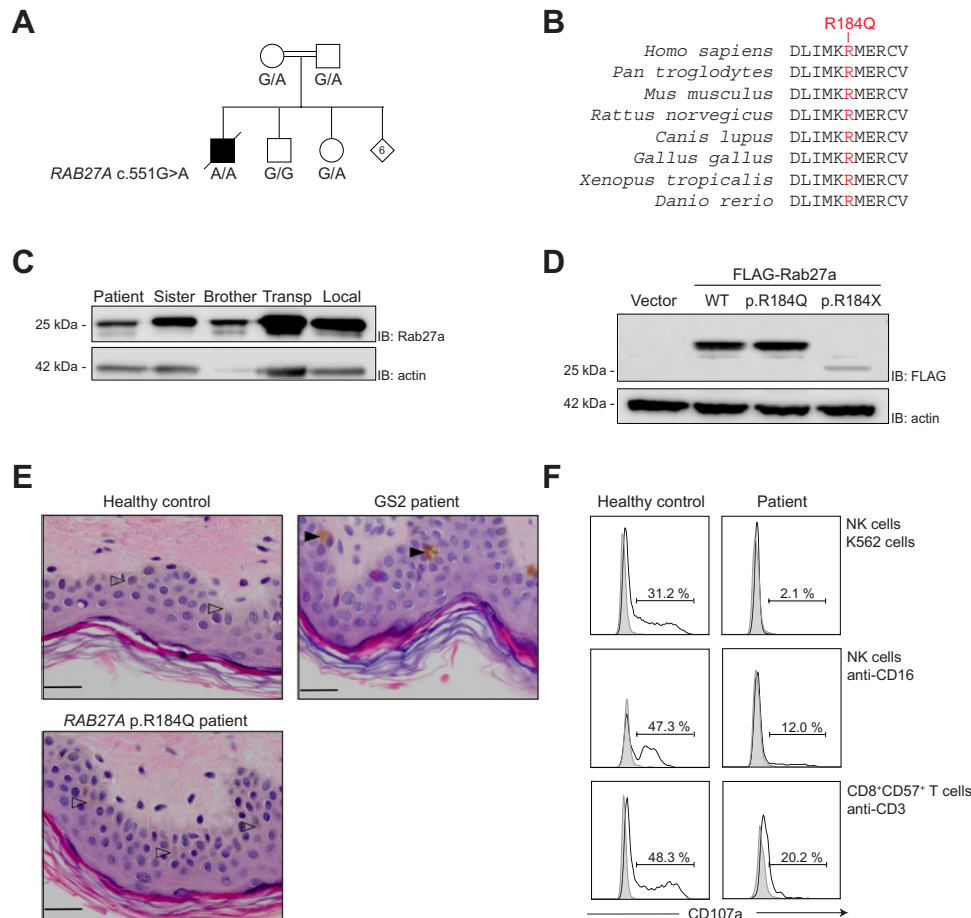 A
G/A G/A
6
RAB27A c.551G>A A/A G/G G/A
B
R184Q
Homo sapiens DLIMKRMERCV
Pan troglodytes DLIMKRMERCV
Mus musculus DLIMKRMERCV
Rattus norvegicus DLIMKRMERCV
Canis lupus DLIMKRMERCV
Gallus gallus DLIMKRMERCV
Xenopus tropicalis DLIMKRMERCV
Danio rerio DLIMKRMERCV
C
Patient Sister Brother Transp Local
25 kDa -
IB: Rab27a
42 kDa -
IB: actin
D
FLAG-Rab27a
Vector WT p.R184Q p.R184X
25 kDa -
IB: FLAG
42 kDa -
IB: actin
E
Healthy control GS2 patient
RAB27A p.R184Q patient
F
Healthy control Patient
31.2 % 2.1 %
NK cells
K562 cells
47.3 % 12.0 %
NK cells
anti-CD16
48.3 % 20.2 %
CD8+CD57+ T cells
anti-CD3
CD107a